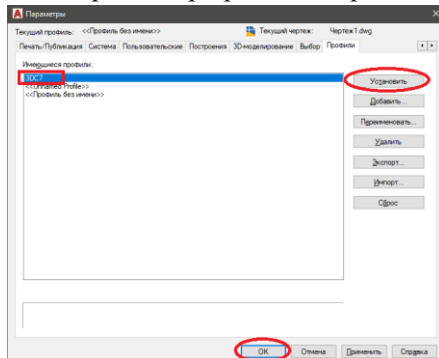 Параметры
Текущий профиль: <<Профиль без имени>> Текущий чертеж: Чертеж1.dwg
Печать/Публикация Система Пользовательские Построения 3D-моделирование Выбор Профили
Имеющиеся профили:
<<Unnamed Profile>>
<<Профиль без имени>>
Установить
Добавить...
Переименовать...
Удалить
Экспорт...
Импорт...
Сброс
OK Отмена Применить Справка